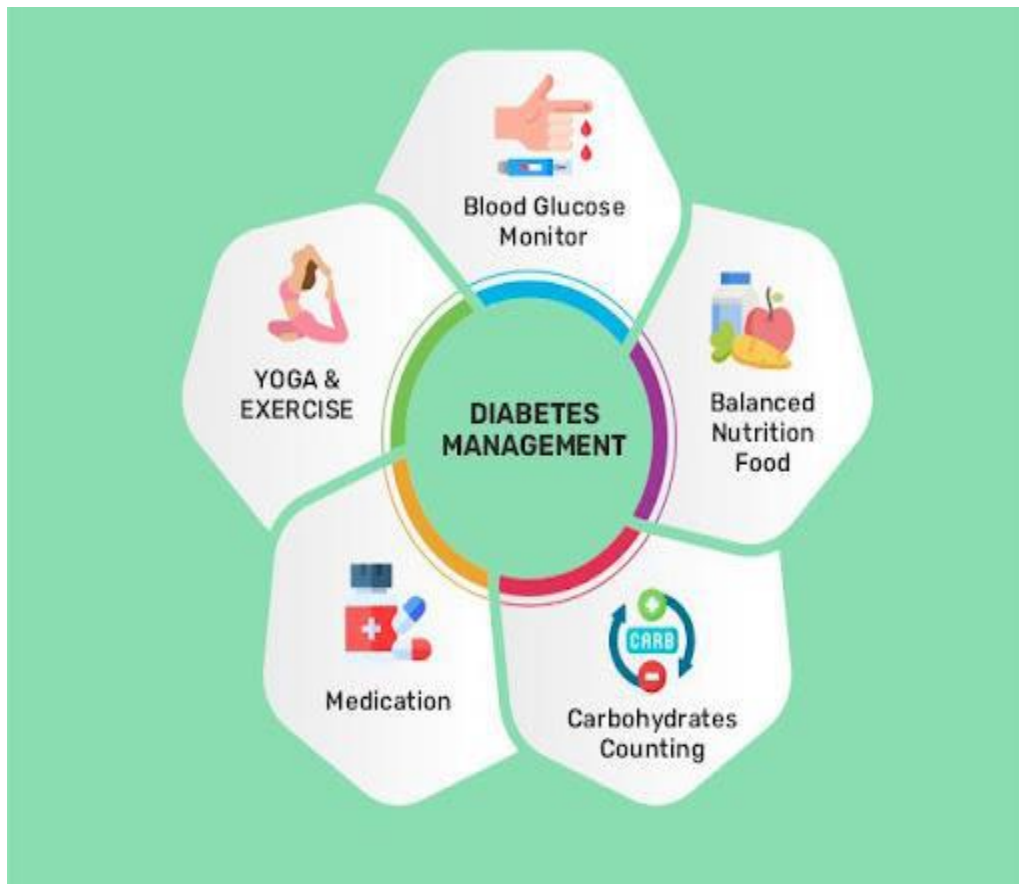 Blood Glucose
Monitor
YOGA &
EXERCISE
DIABETES
MANAGEMENT
Balanced
Nutrition
Food
Medication
CARB
Carbohydrates
Counting